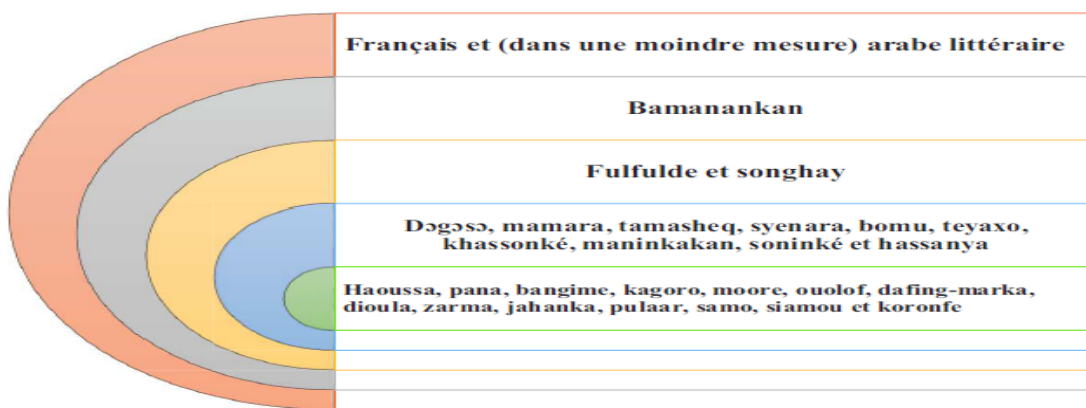 Français et (dans une moindre mesure) arabe littéraire
Bamanankan
Fulfulde et songhay
Dɔgɔsɔ, mamara, tamasheq, syenara, bomu, teyaxo,
khassonké, maninkakan, soninké et hassanya
Haoussa, pana, bangime, kagoro, moore, ouolof, dafing-marka,
dioula, zarma, jahanka, pulaar, samo, siamou et koronfe